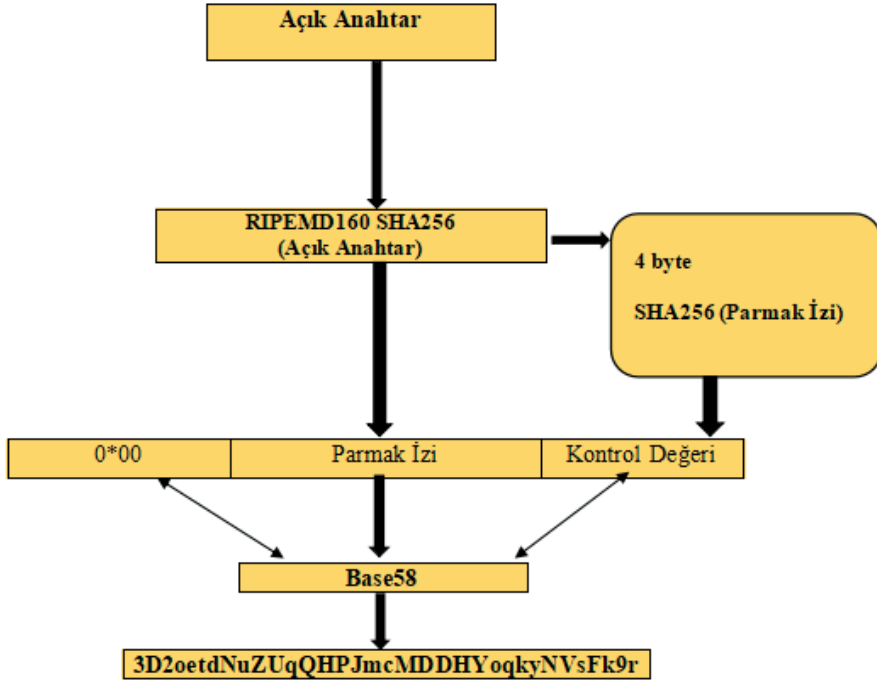 Açık Anahtar
RIPEMD160 SHA256
(Açık Anahtar)
4 byte
SHA256 (Parmak İzi)
0*00
Parmak İzi
Kontrol Değeri
Base58
3D2oetdNuZUqQHPJmcMDDHYoqkyNVsFk9r